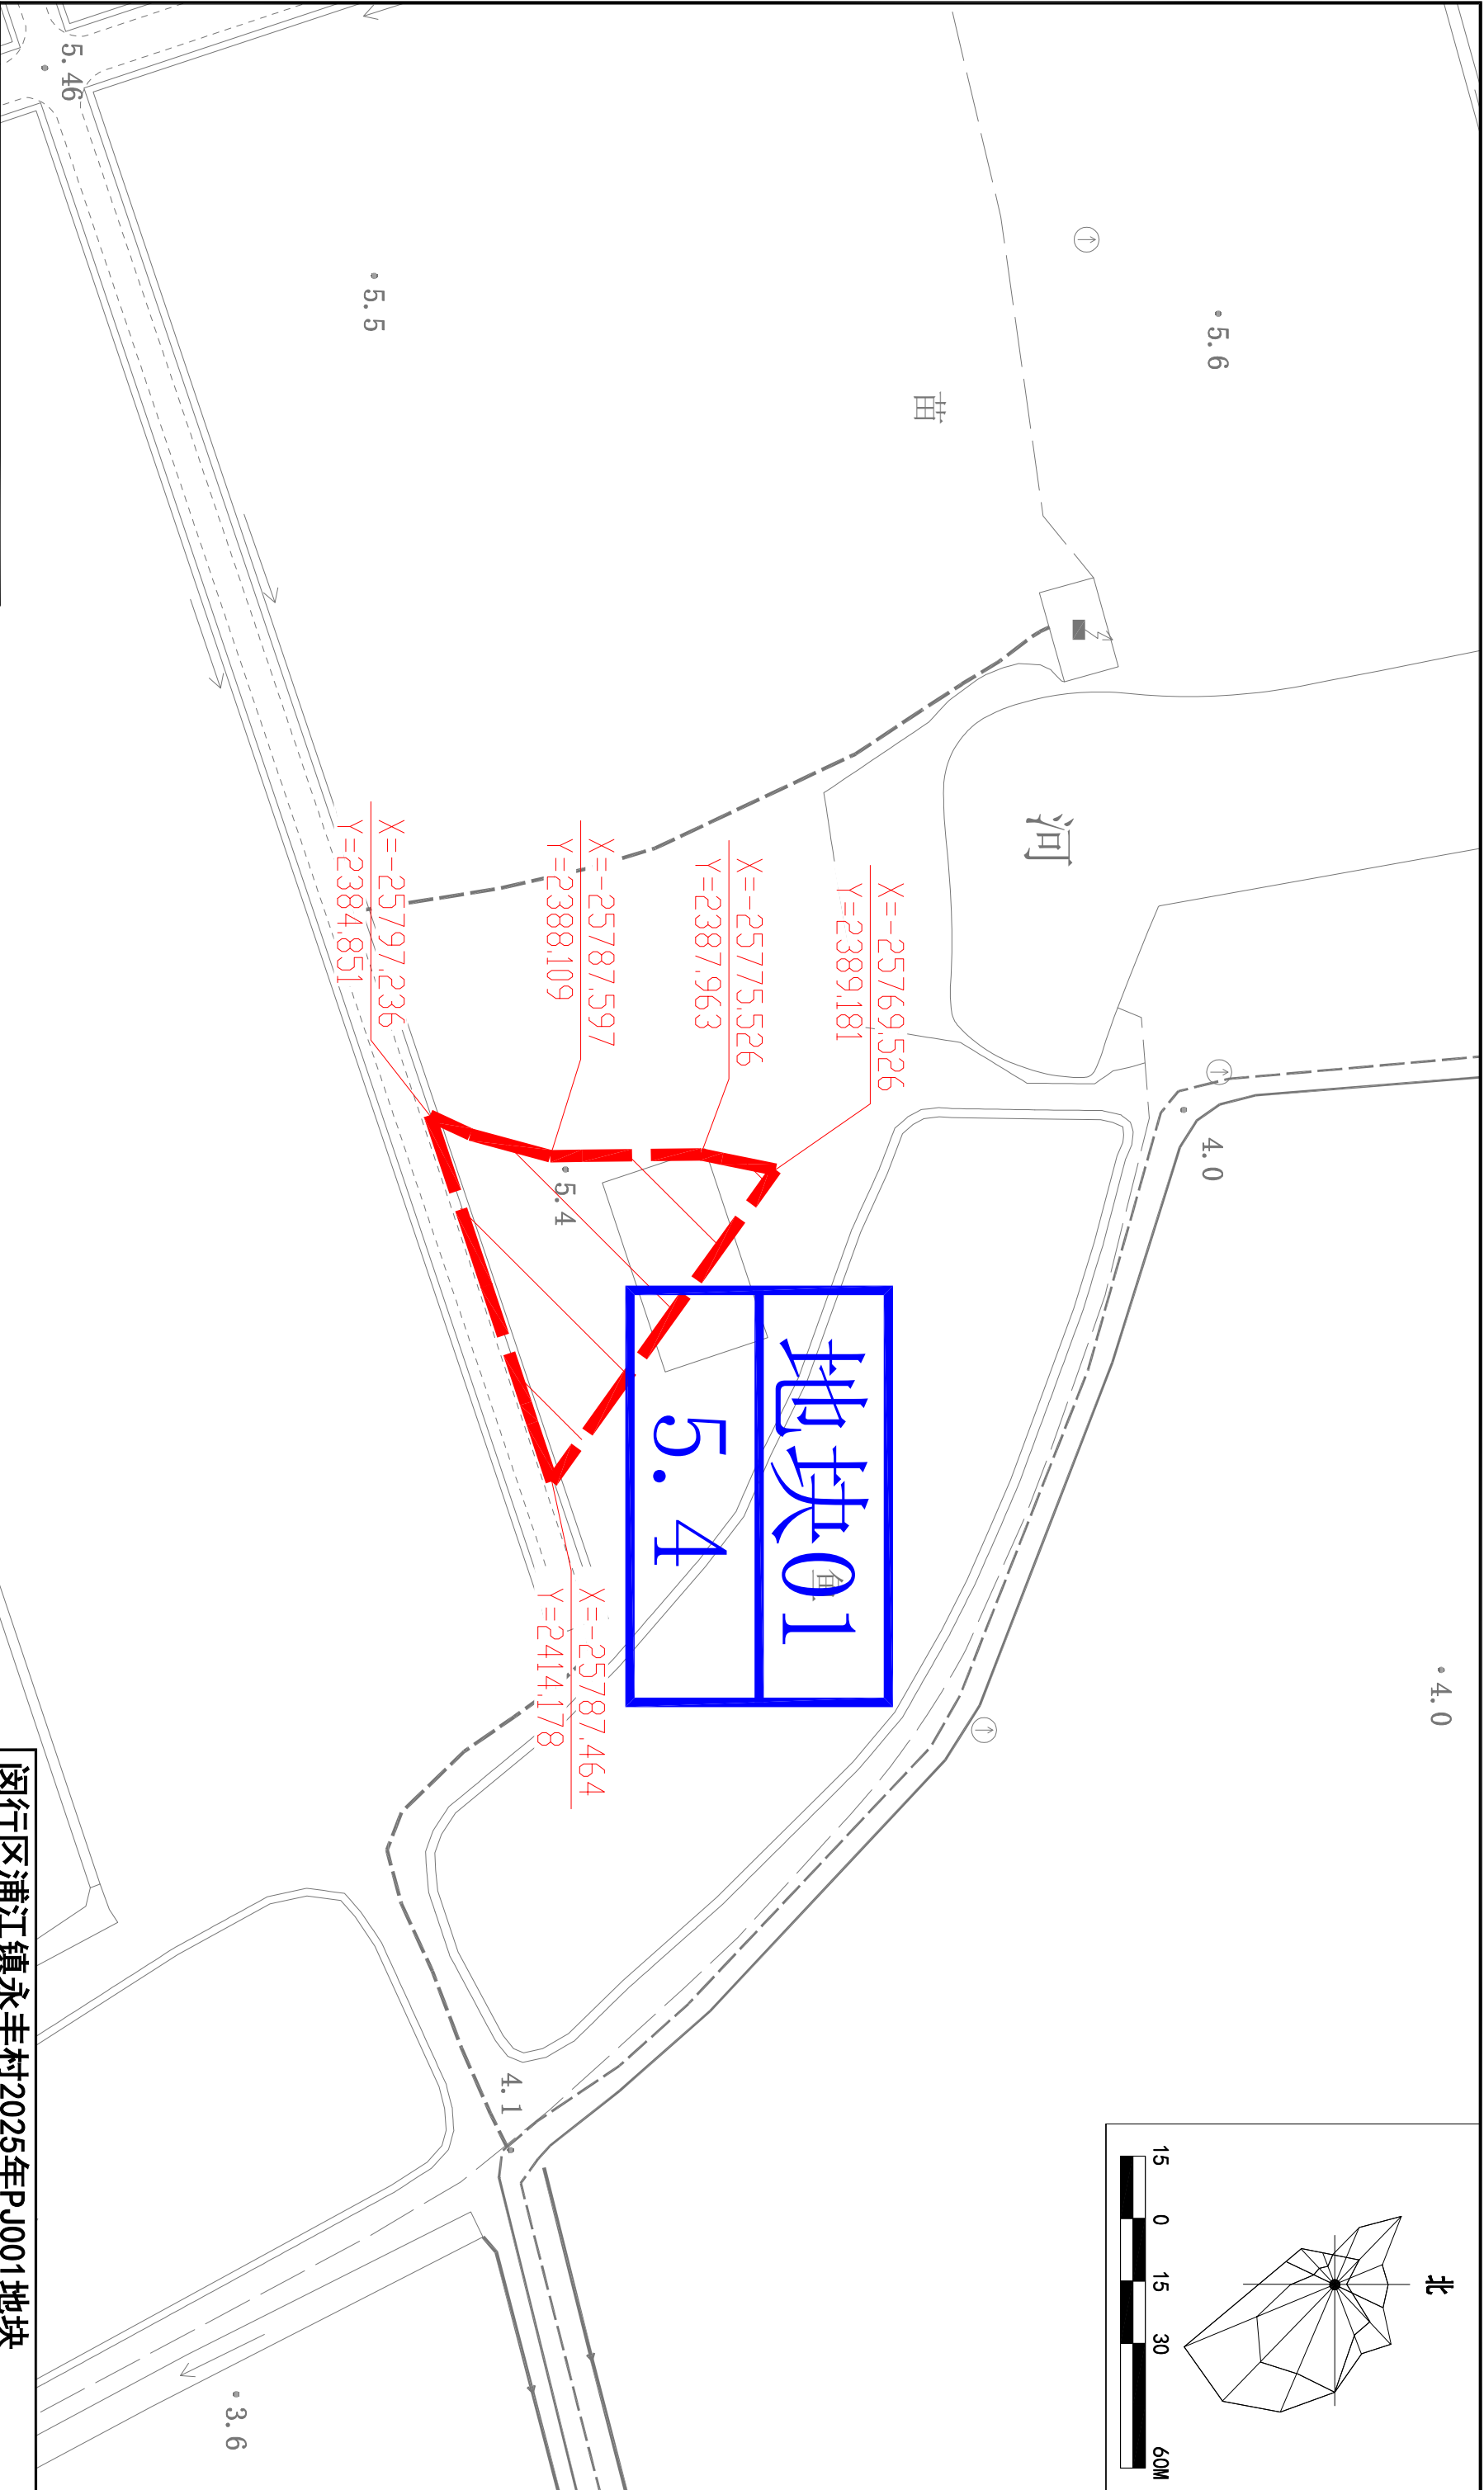 北
4.0
5.6
4.0
15 0 15 30 60M
河
苗
X=-25769.526
Y=2389.181
地块01
X=-25775.526
Y=2387.963
5.4
X=-25787.597
Y=2388.109
X=-25787.464
Y=2414.178
5.4
4.1
X=-25797.236
Y=2384.851
5.5
3.6
5.46
闵行区浦江镇永丰村2025年PJ001地块